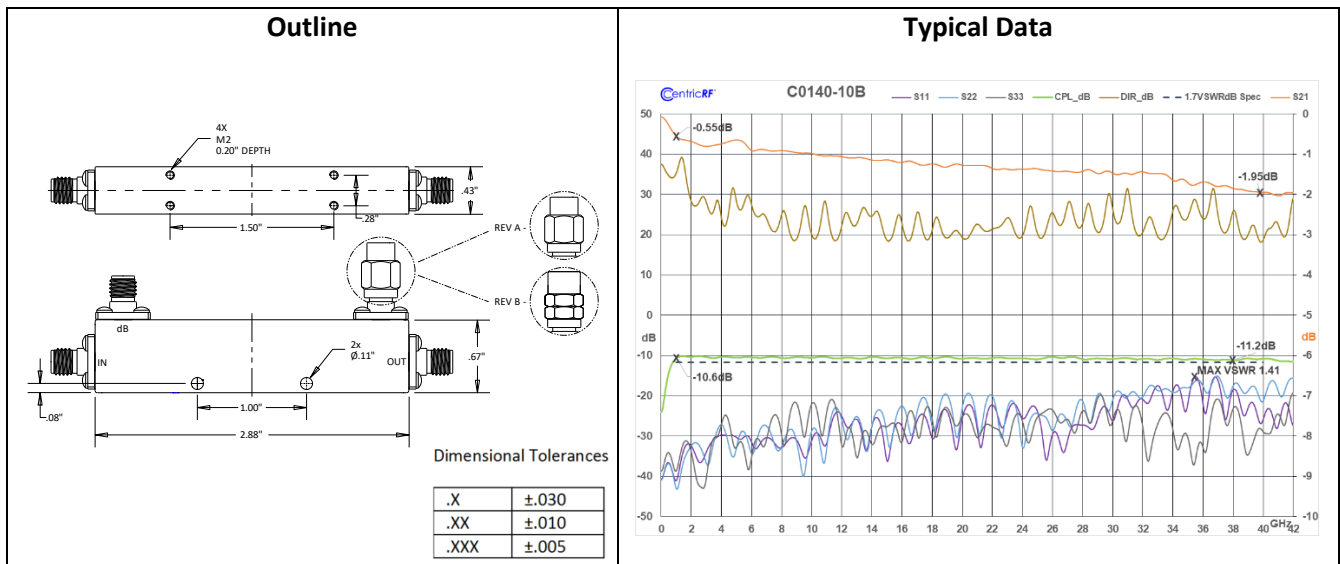 Outline
4X
M2
0.20" DEPTH
.43"
.28"
1.50"
REV A -
REV B -
dB
IN
OUT
2x
Ø.11"
.67"
.08"
1.00"
2.88"
Dimensional Tolerances
.X ±.030
.XX ±.010
.XXX ±.005
Typical Data
CentricRF
C0140-10B
S11 S22 S33 CPL_dB DIR_dB 1.7VSWRdB Spec S21
50 0
-0.55dB
40 -1
30 -2
-1.95dB
20 -3
10 -4
0 -5
dB dB
-10 -6
-10.6dB
-11.2dB
MAX VSWR 1.41
-20 -7
-30 -8
-40 -9
-50 -10
0 2 4 6 8 10 12 14 16 18 20 22 24 26 28 30 32 34 36 38 40 GHz 42